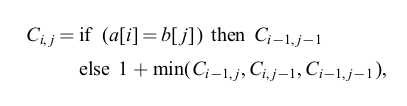 C_{i,j} = if (a[i] = b[j]) then C_{i−1,j−1}
else 1 + min(C_{i−1,j}, C_{i,j−1}, C_{i−1,j−1}),